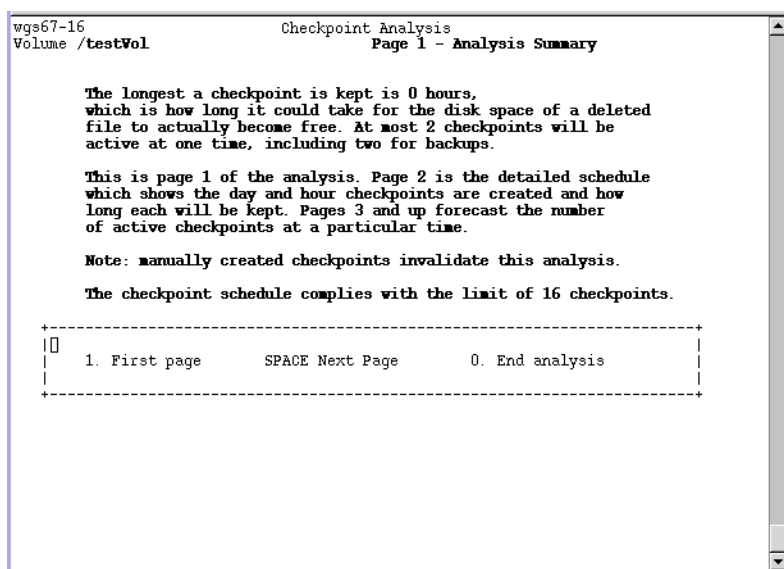 wgs67-16 Checkpoint Analysis
Volume /testVol Page 1 - Analysis Summary
The longest a checkpoint is kept is 0 hours,
which is how long it could take for the disk space of a deleted
file to actually become free. At most 2 checkpoints will be
active at one time, including two for backups.
This is page 1 of the analysis. Page 2 is the detailed schedule
which shows the day and hour checkpoints are created and how
long each will be kept. Pages 3 and up forecast the number
of active checkpoints at a particular time.
Note: manually created checkpoints invalidate this analysis.
The checkpoint schedule complies with the limit of 16 checkpoints.
1. First page SPACE Next Page 0. End analysis